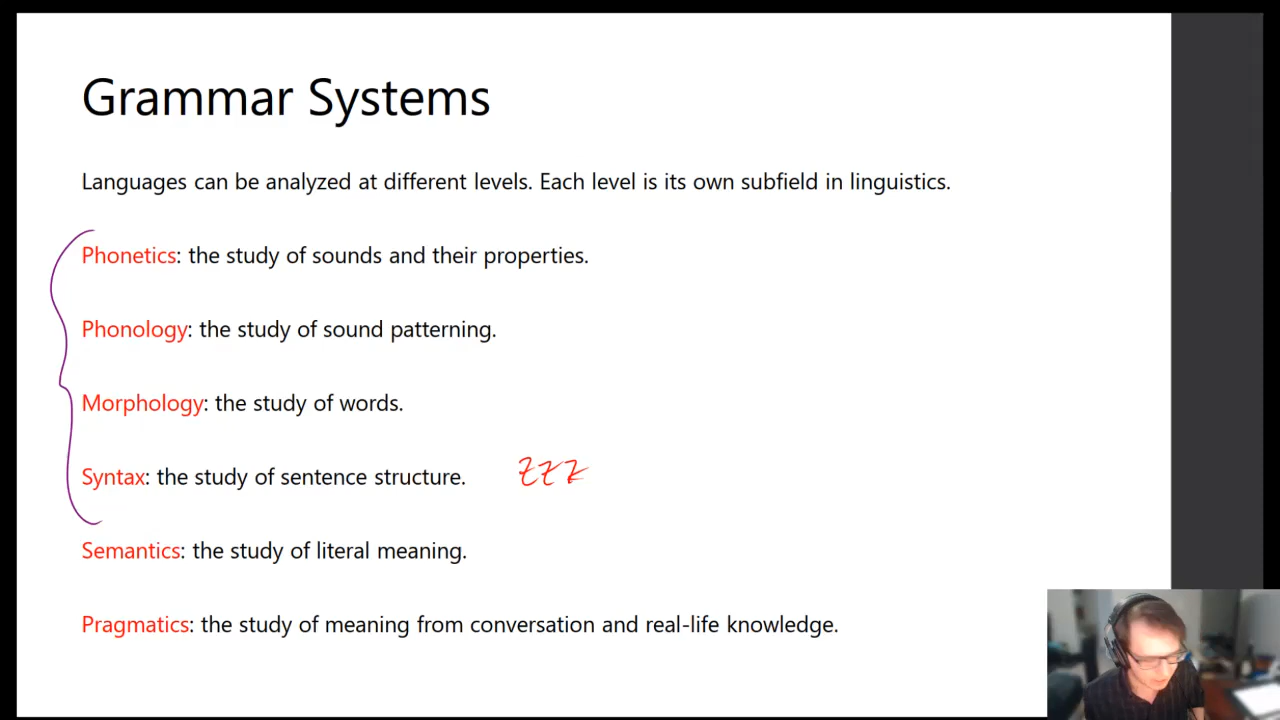 Grammar Systems
Languages can be analyzed at different levels. Each level is its own subfield in linguistics.
Phonetics: the study of sounds and their properties.
Phonology: the study of sound patterning.
Morphology: the study of words.
Syntax: the study of sentence structure. zzz
Semantics: the study of literal meaning.
Pragmatics: the study of meaning from conversation and real-life knowledge.